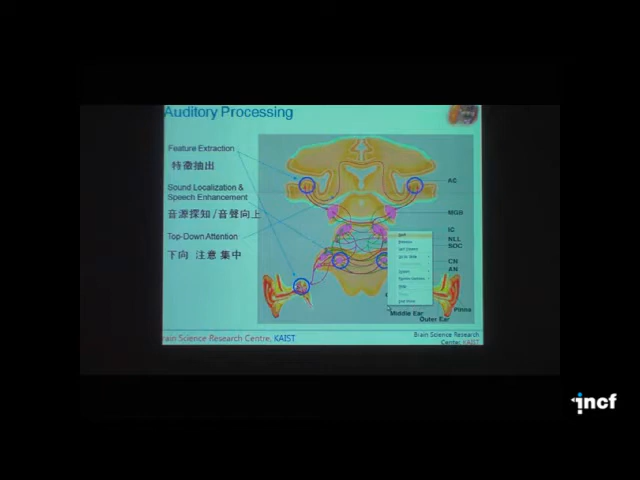 Auditory Processing
Feature Extraction
特徵抽出
Sound Localization &
Speech Enhancement
音源探知/音聲向上
Top-Down Attention
下向 注意集中
AC
MGB
IC
NLL
SOC
CN
AN
Pinna
Middle Ear
Outer Ear
Brain Science Research Centre, KAIST
Brain Science Research
Center, KAIST
incf